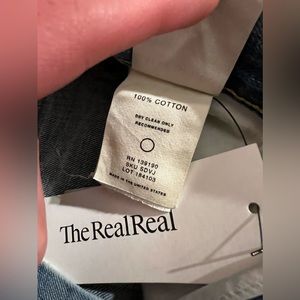 100% COTTON
DRY CLEAN ONLY
RECOMMENDED
RN 139190
SKU SDVJ
LOT 184103
MADE IN THE UNITED STATES
TheRealReal